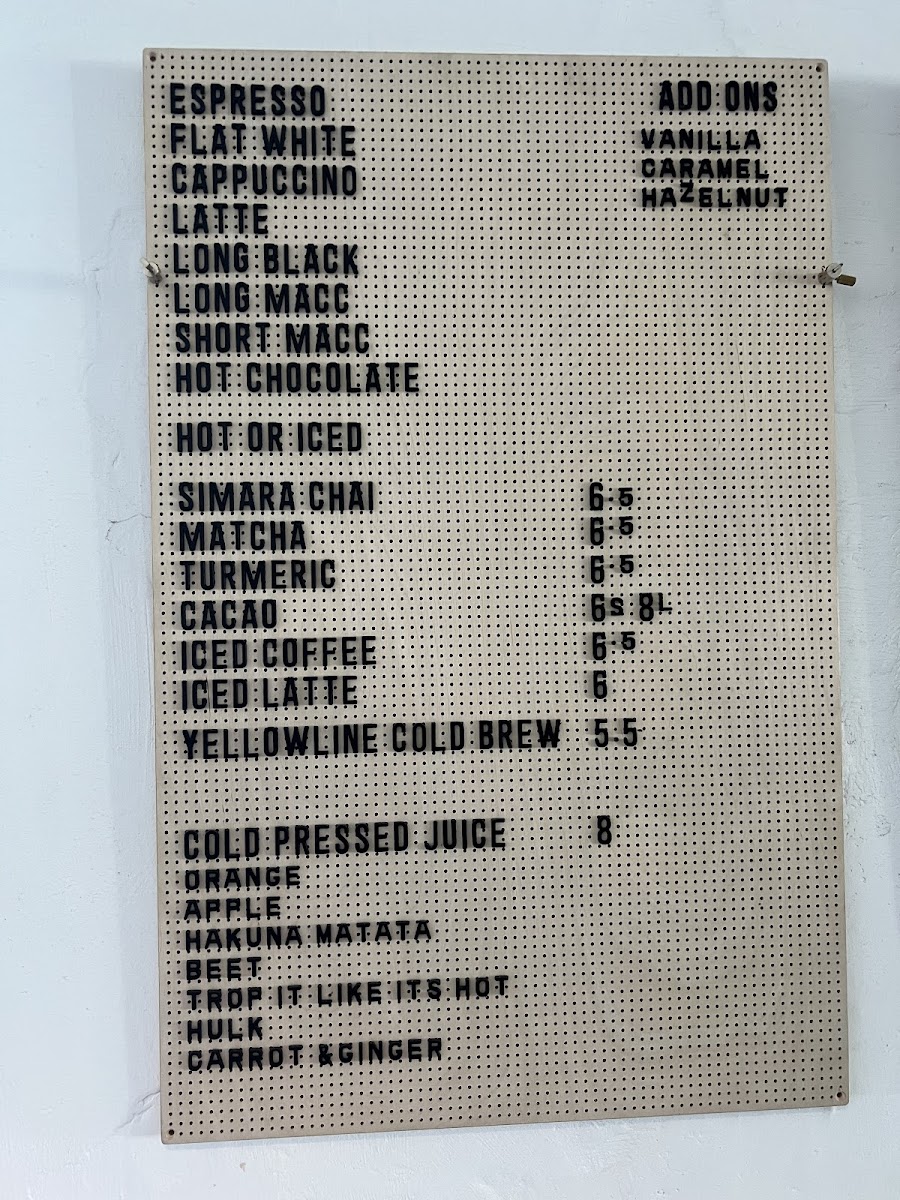 ESPRESSO
FLAT WHITE
CAPPUCCINO
LATTE
LONG BLACK
LONG MACC
SHORT MACC
HOT CHOCOLATE
ADD ONS
VANILLA
CARAMEL
HAZELNUT
HOT OR ICED
SIMARA CHAI 6.5
MATCHA 6.5
TURMERIC 6.5
CACAO 6S 8L
ICED COFFEE 6.5
ICED LATTE 6
YELLOWLINE COLD BREW 5.5
COLD PRESSED JUICE 8
ORANGE
APPLE
HAKUNA MATATA
BEET
TROP IT LIKE ITS HOT
HULK
CARROT &GINGER